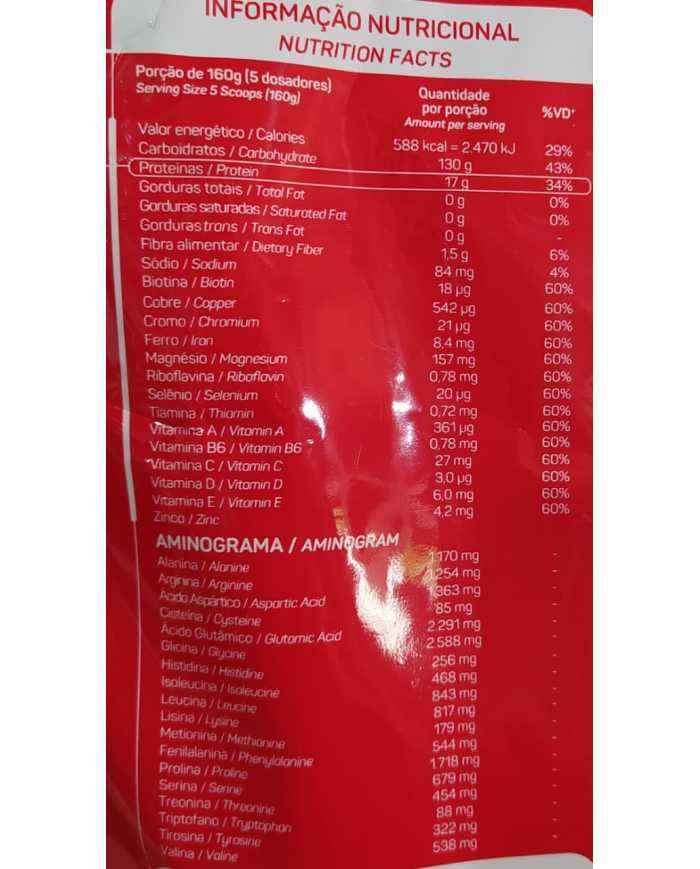 INFORMAÇÃO NUTRICIONAL
NUTRITION FACTS
Porção de 160g (5 dosadores)
Serving Size 5 Scoops (160g)
Quantidade
por porção
Amount per serving
%VD*
Valor energético / Calories 588 kcal = 2.470 kJ 29%
Carboidratos / Carbohydrate 130 g 43%
Proteínas / Protein 17 g 34%
Gorduras totais / Total Fat 0 g 0%
Gorduras saturadas / Saturated Fat 0 g 0%
Gorduras trans / Trans Fat 0 g -
Fibra alimentar / Dietary Fiber 1,5 g 6%
Sódio / Sodium 84 mg 4%
Biotina / Biotin 18 µg 60%
Cobre / Copper 542 µg 60%
Cromo / Chromium 21 µg 60%
Ferro / Iron 8,4 mg 60%
Magnésio / Magnesium 157 mg 60%
Riboflavina / Riboflavin 0,78 mg 60%
Selênio / Selenium 20 µg 60%
Tiamina / Thiamin 0,72 mg 60%
Vitamina A / Vitamin A 361 µg 60%
Vitamina B6 / Vitamin B6 0,78 mg 60%
Vitamina C / Vitamin C 27 mg 60%
Vitamina D / Vitamin D 3,0 µg 60%
Vitamina E / Vitamin E 6,0 mg 60%
Zinco / Zinc 4,2 mg 60%
AMINOGRAMA / AMINOGRAM
Alanina / Alanine 1170 mg -
Arginina / Arginine mg -
Ácido Aspártico / Aspartic Acid mg -
Cisteína / Cysteine 85 mg -
Ácido Glutâmico / Glutamic Acid 2 291 mg -
Glicina / Glycine 2 588 mg -
Histidina / Histidine 256 mg -
Isoleucina / Isoleucine 468 mg -
Leucina / Leucine 843 mg -
Lisina / Lysine 817 mg -
Metionina / Methionine 179 mg -
Fenilalanina / Phenylalanine 544 mg -
Prolina / Proline 1718 mg -
Serina / Serine 679 mg -
Treonina / Threonine 454 mg -
Triptofano / Tryptophan 88 mg -
Tirosina / Tyrosine 322 mg -
Valina / Valine 538 mg -